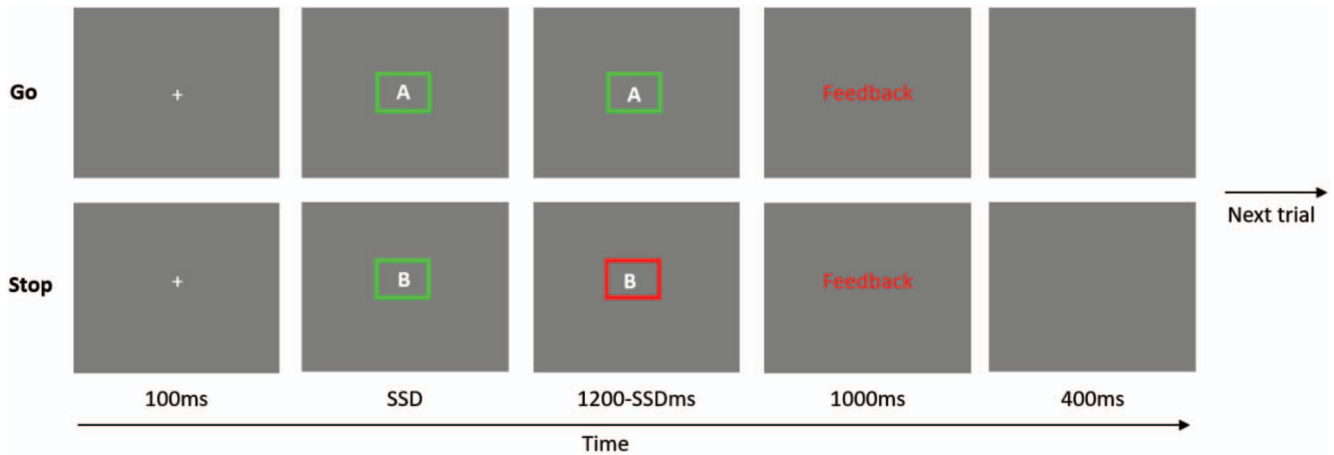 Go
+
A
A
Feedback
Next trial
Stop
+
B
B
Feedback
100ms
SSD
1200-SSDms
1000ms
400ms
Time